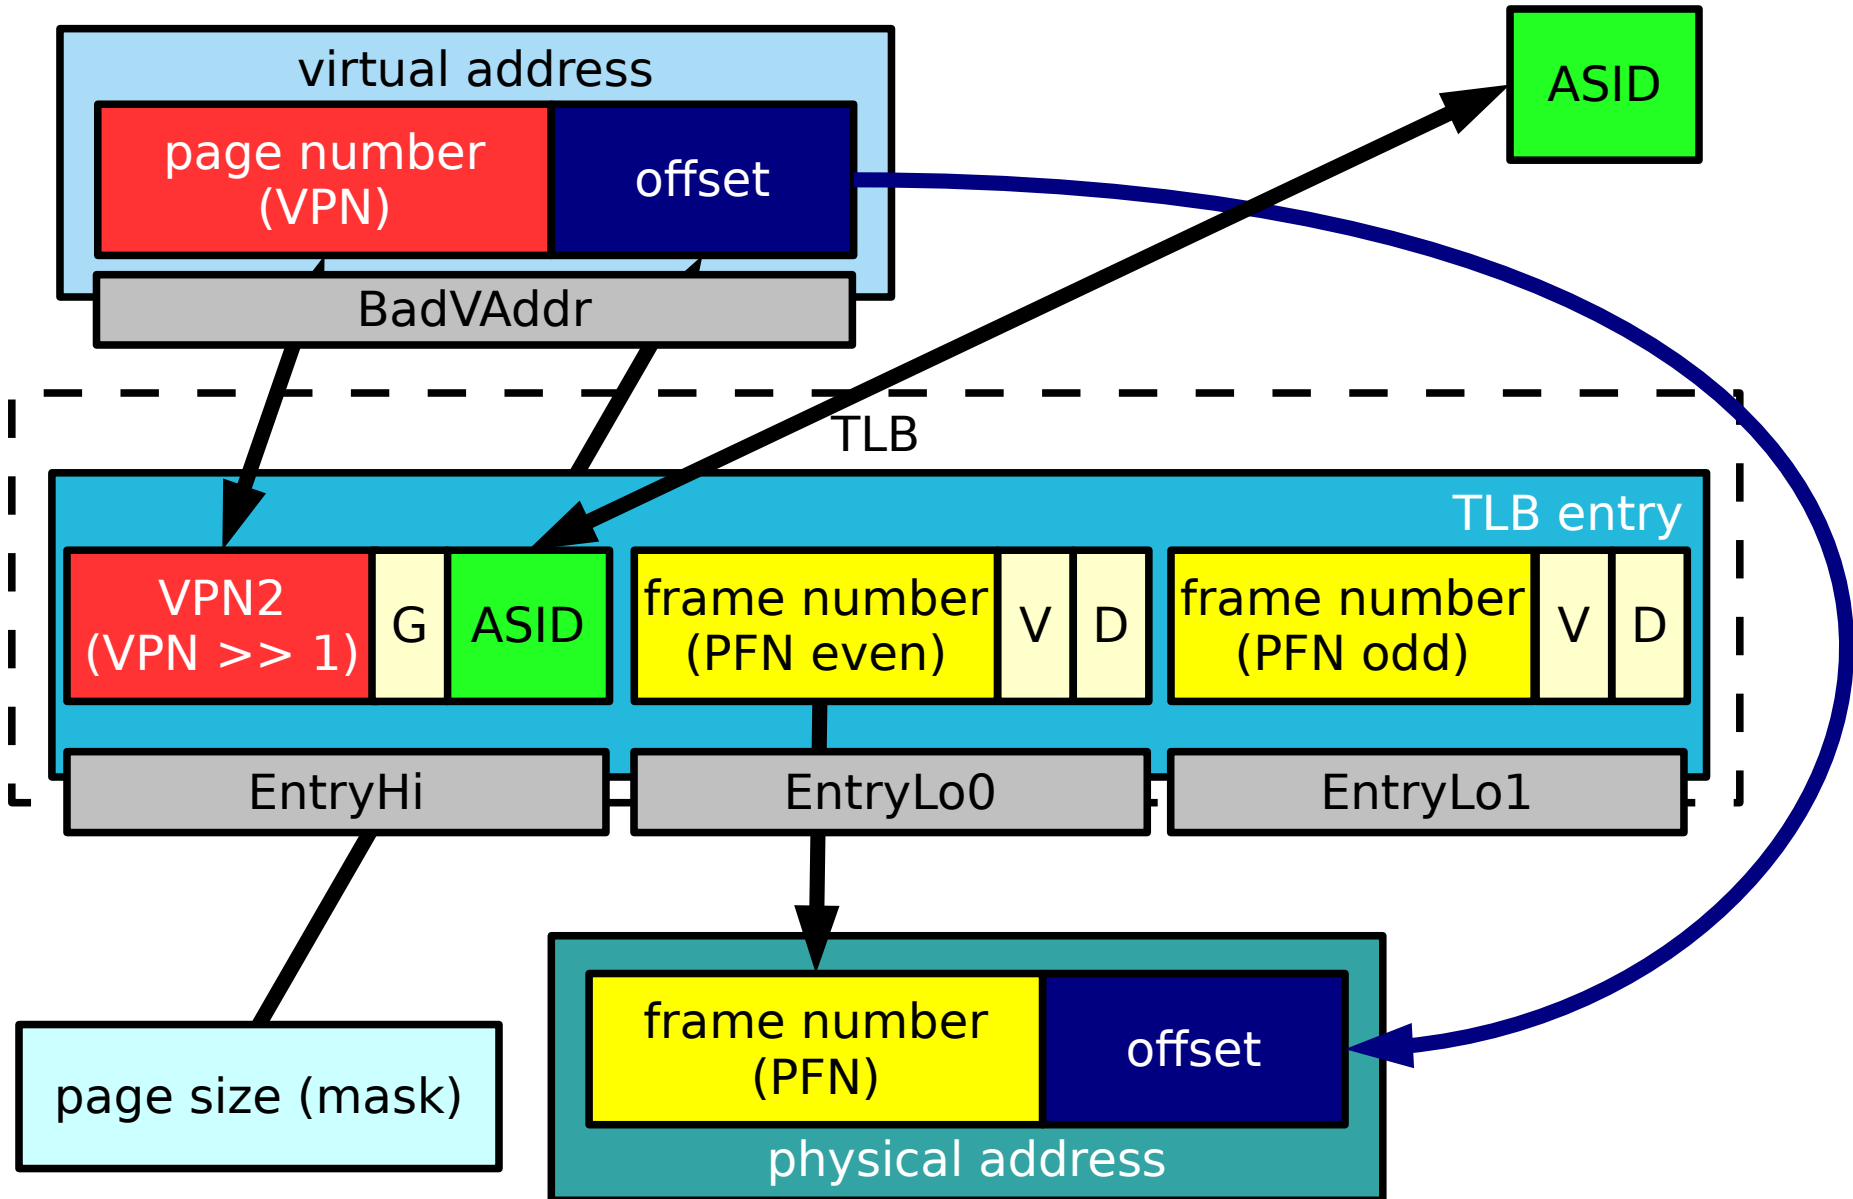 virtual address
ASID
page number
(VPN)
offset
BadVAddr
TLB
TLB entry
VPN2
(VPN >> 1)
G
ASID
frame number
(PFN even)
V
D
frame number
(PFN odd)
V
D
EntryHi
EntryLo0
EntryLo1
page size (mask)
frame number
(PFN)
offset
physical address